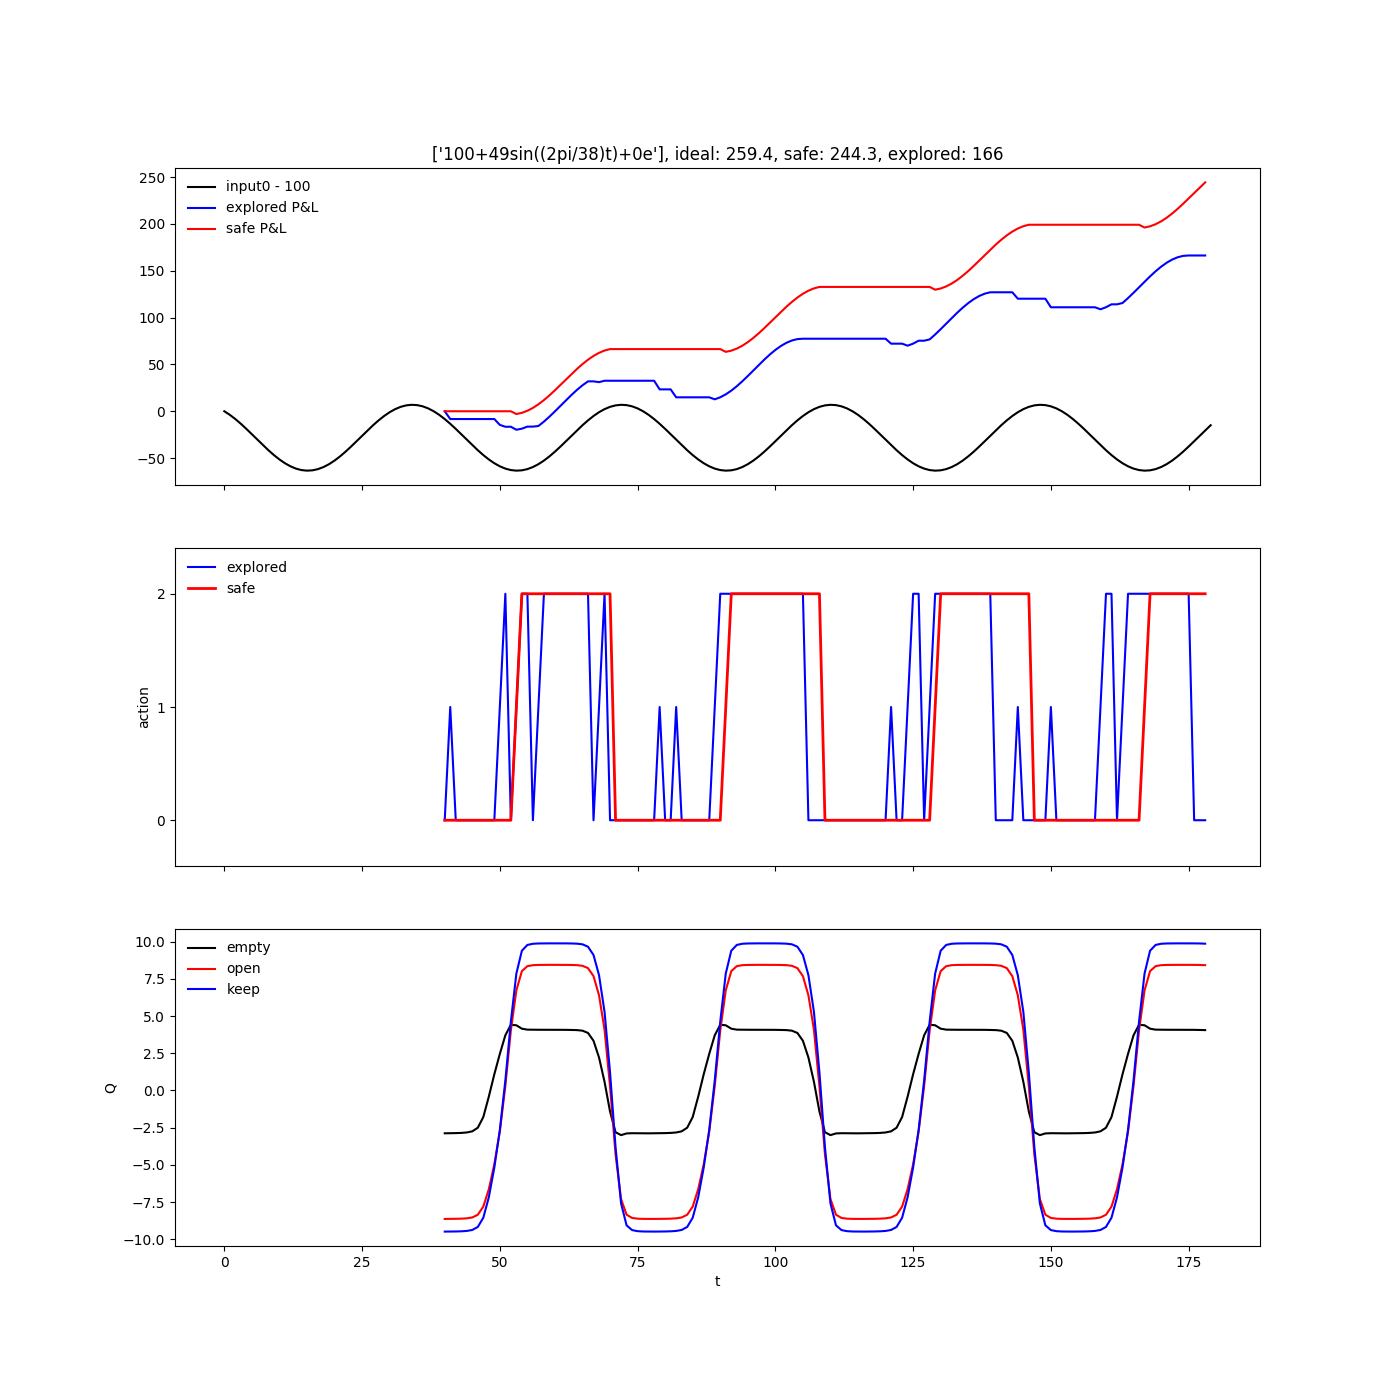 ['100+49sin((2pi/38)t)+0e'], ideal: 259.4, safe: 244.3, explored: 166
250
200
150
100
50
0
−50
input0 - 100
explored P&L
safe P&L
action
2
1
0
explored
safe
Q
10.0
7.5
5.0
2.5
0.0
−2.5
−5.0
−7.5
−10.0
empty
open
keep
0 25 50 75 100 125 150 175
t